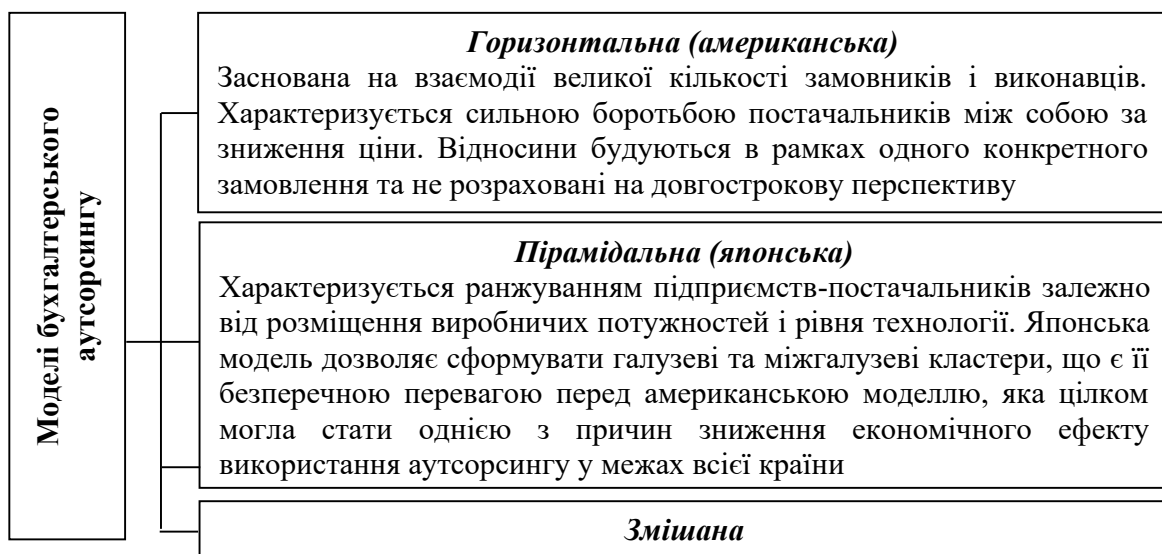 Моделі бухгалтерського
аутсорсингу
Горизонтальна (американська)
Заснована на взаємодії великої кількості замовників і виконавців.
Характеризується сильною боротьбою постачальників між собою за
зниження ціни. Відносини будуються в рамках одного конкретного
замовлення та не розраховані на довгострокову перспективу
Пірамідальна (японська)
Характеризується ранжуванням підприємств-постачальників залежно
від розміщення виробничих потужностей і рівня технології. Японська
модель дозволяє сформувати галузеві та міжгалузеві кластери, що є її
безперечною перевагою перед американською моделлю, яка цілком
могла стати однією з причин зниження економічного ефекту
використання аутсорсингу у межах всієї країни
Змішана